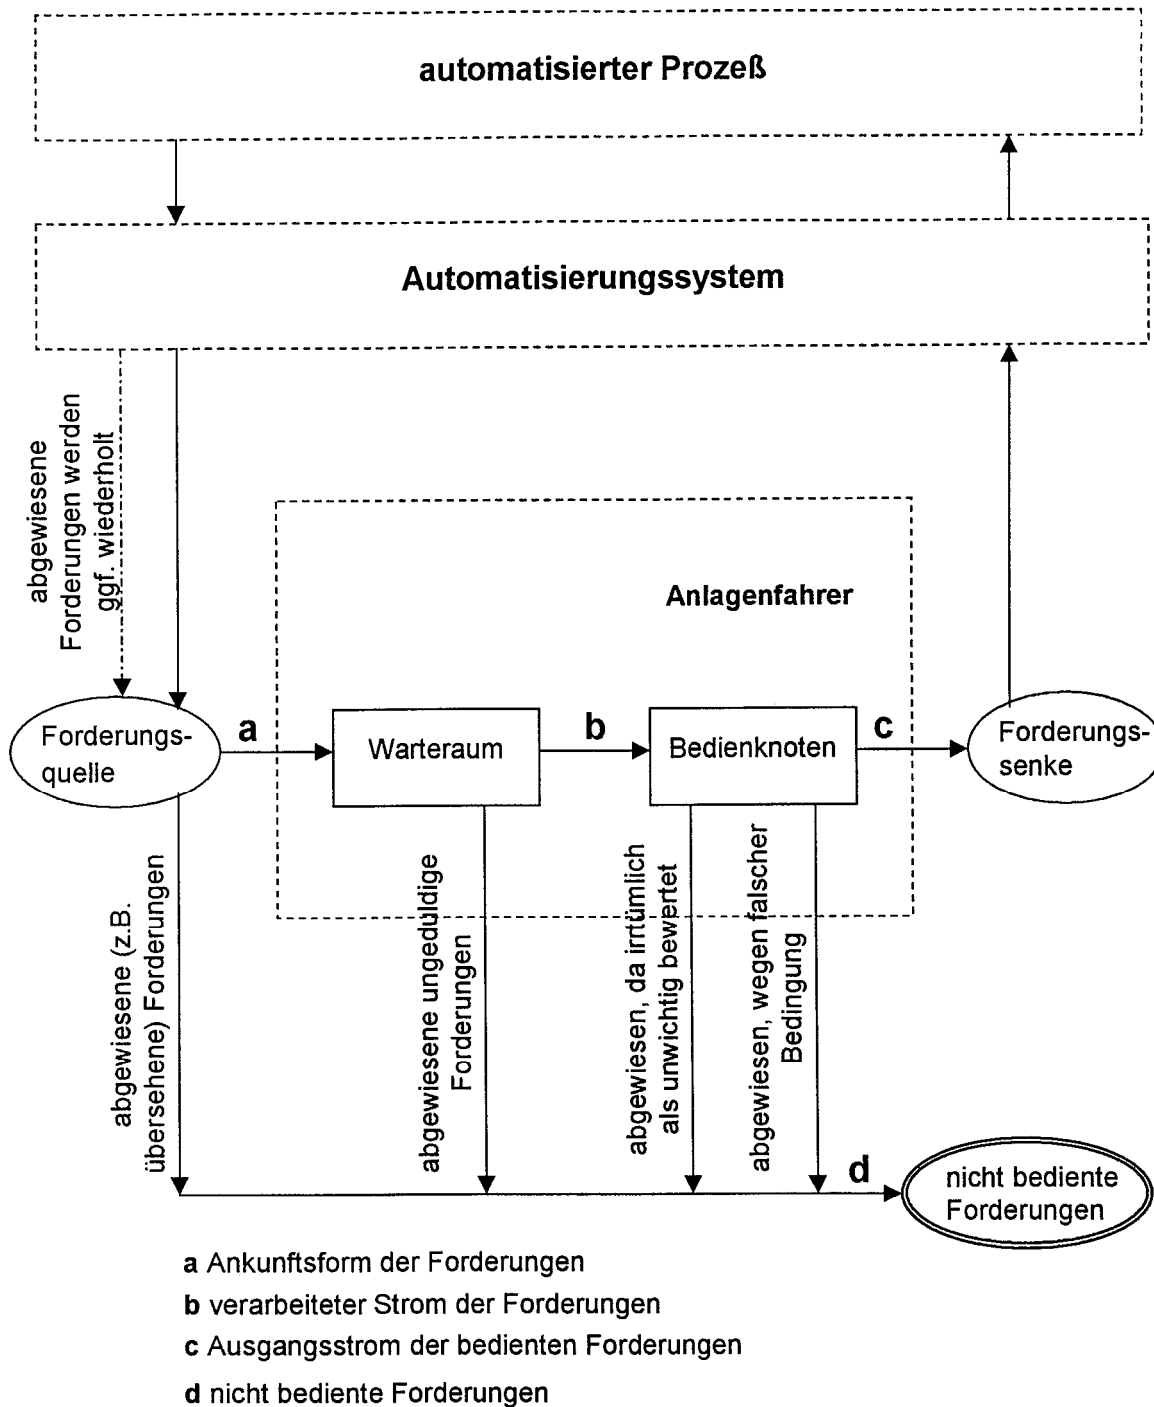 automatisierter Prozeß
Automatisierungssystem
abgewiesene
Forderungen werden
ggf. wiederholt
Anlagenfahrer
Forderungs-
quelle
a
Warteraum
b
Bedienknoten
c
Forderungs-
senke
abgewiesene (z.B.
übersehene) Forderungen
abgewiesene ungeduldige
Forderungen
abgewiesen, da irrtümlich
als unwichtig bewertet
abgewiesen, wegen falscher
Bedingung
d
nicht bediente
Forderungen
a Ankunftsform der Forderungen
b verarbeiteter Strom der Forderungen
c Ausgangsstrom der bedienten Forderungen
d nicht bediente Forderungen